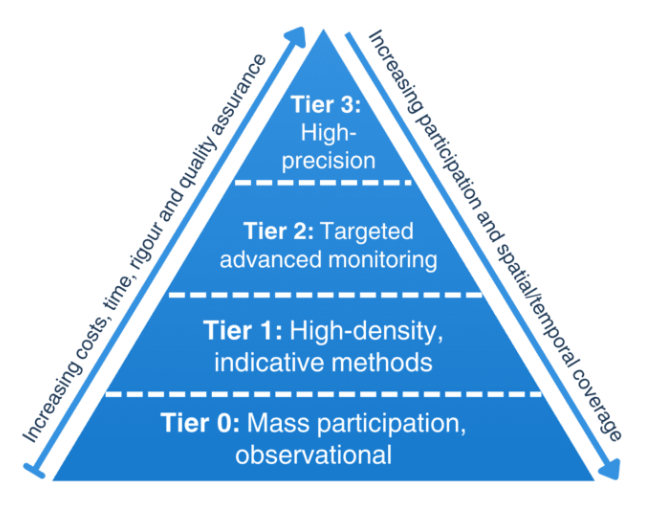 Increasing costs, time, rigour and quality assurance
Increasing participation and spatial/temporal coverage
Tier 3:
High-
precision
Tier 2: Targeted
advanced monitoring
Tier 1: High-density,
indicative methods
Tier 0: Mass participation,
observational